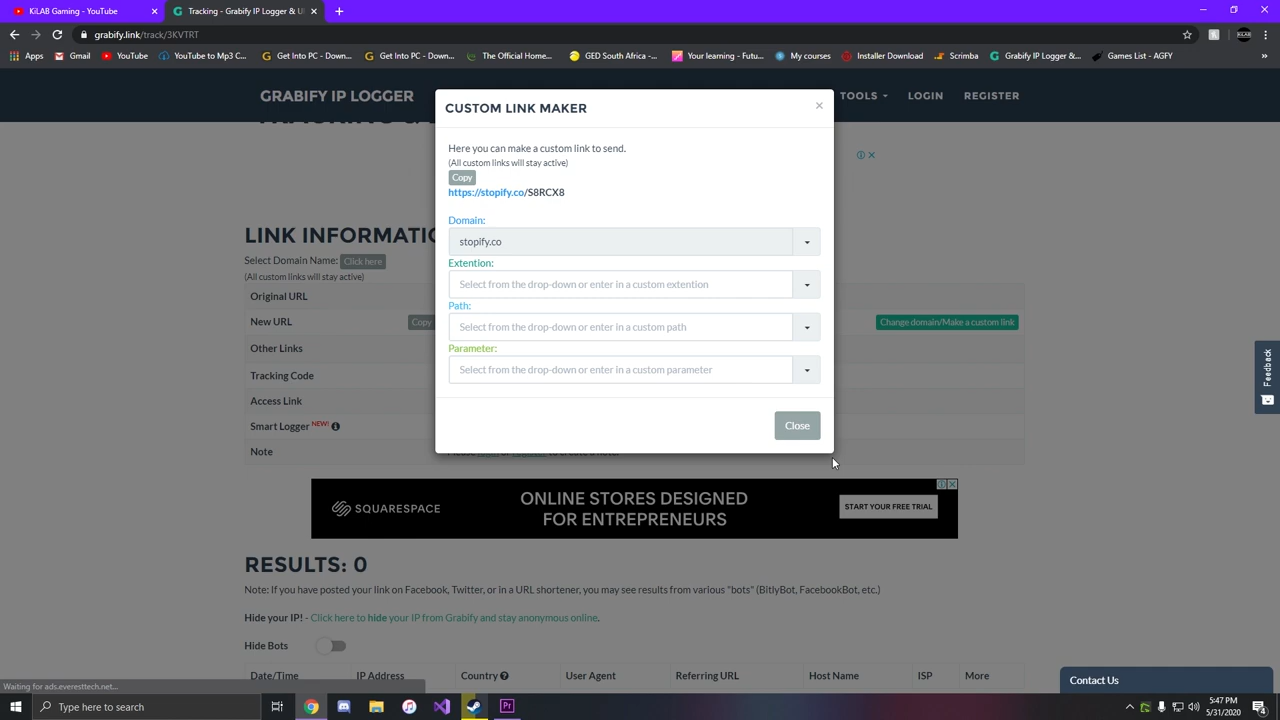 KiLAB - YouTube
Tracking - Grabify IP Logger &
grabify.link/track/3KVTRT
Apps
Gmail
YouTube
YouTube to Mp3 C...
Get Into PC - Down...
Get Into PC - Down...
The Official Home...
GED South Africa -...
Your learning - Futu...
My courses
Installer Download
Scrimba
Grabify IP Logger &...
Games List - AGFY
»
GRABIFY IP LOGGER
TOOLS
LOGIN
REGISTER
CUSTOM LINK MAKER
×
Here you can make a custom link to send.
(All custom links will stay active)
Copy
https://stopify.co/S8RCX8
LINK INFORMATIO
Select Domain Name: Click here
(All custom links will stay active)
Domain:
stopify.co
Extention:
Select from the drop-down or enter in a custom extention
Path:
Select from the drop-down or enter in a custom path
Parameter:
Select from the drop-down or enter in a custom parameter
Close
Original URL
New URL
Copy
Change domain/Make a custom link
Other Links
Tracking Code
Access Link
Smart Logger NEW!
Note
to create a note.
Feedback
SQUARESPACE
ONLINE STORES DESIGNED
FOR ENTREPRENEURS
START YOUR FREE TRIAL
RESULTS: 0
Note: If you have posted your link on Facebook, Twitter, or in a URL shortener, you may see results from various "bots" (BitlyBot, FacebookBot, etc.)
Hide your IP! - Click here to hide your IP from Grabify and stay anonymous online.
Hide Bots
Date/Time
IP Address
Country
User Agent
Referring URL
Host Name
ISP
More
Contact Us
Waiting for ads.everesttech.net...
Type here to search
5:47 PM
5/31/2020